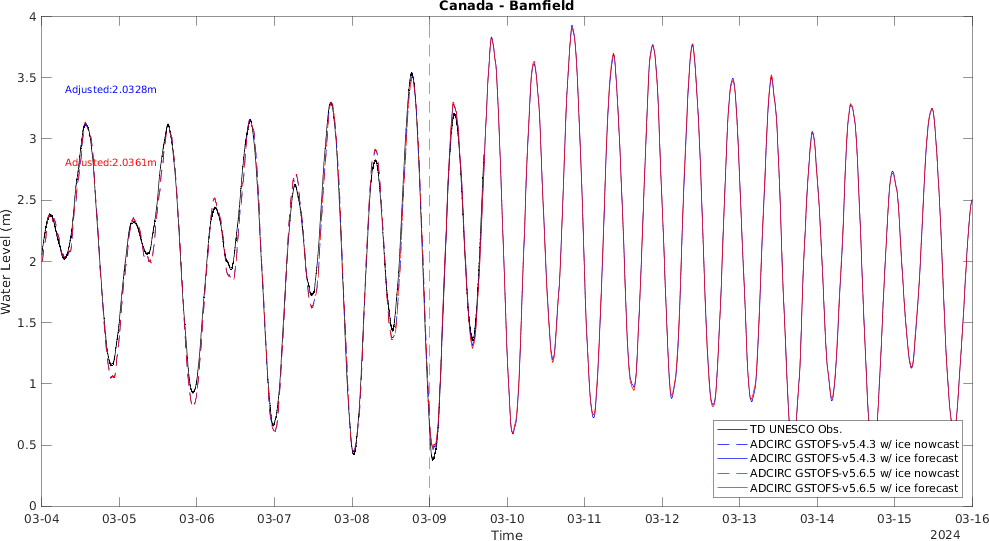 Canada - Bamfield
4
3.5
3
2.5
2
1.5
1
0.5
0
Water Level (m)
Adjusted:2.0328m
Adjusted:2.0361m
TD UNESCO Obs.
ADCIRC GSTOFS-v5.4.3 w/ ice nowcast
ADCIRC GSTOFS-v5.4.3 w/ ice forecast
ADCIRC GSTOFS-v5.6.5 w/ ice nowcast
ADCIRC GSTOFS-v5.6.5 w/ ice forecast
03-04 03-05 03-06 03-07 03-08 03-09 03-10 03-11 03-12 03-13 03-14 03-15 03-16
Time
2024